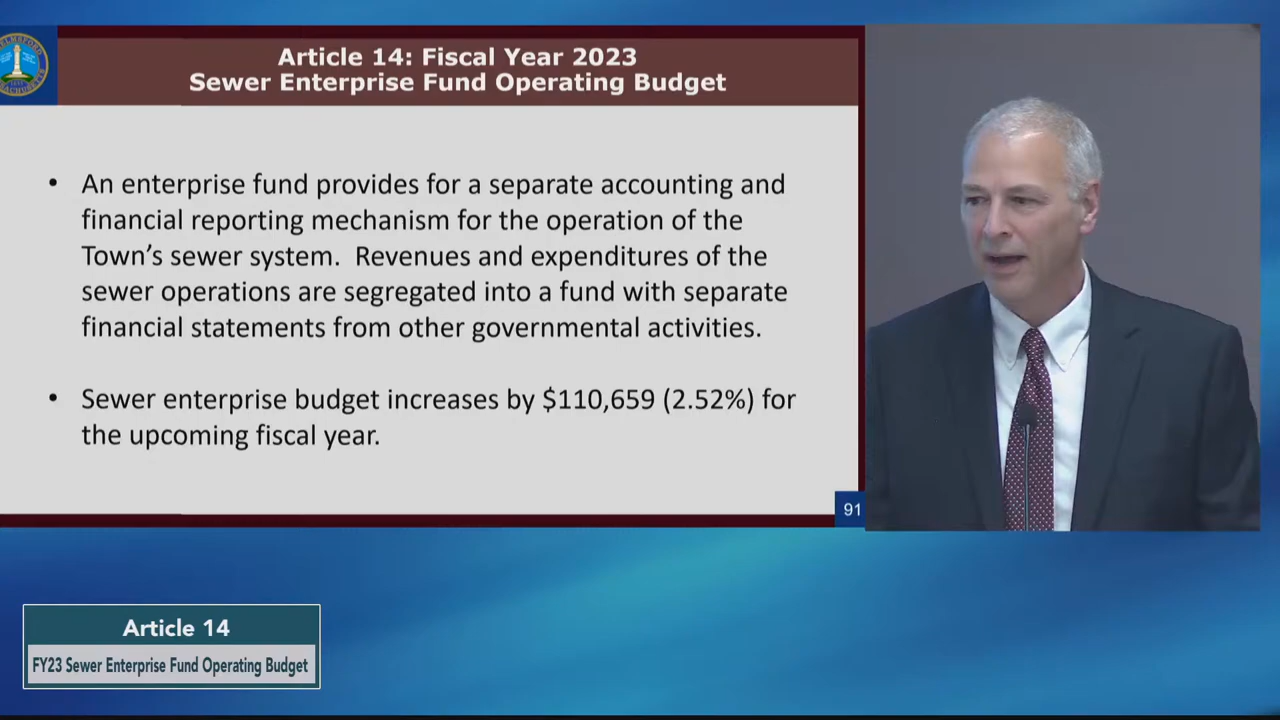 Article 14: Fiscal Year 2023
Sewer Enterprise Fund Operating Budget
• An enterprise fund provides for a separate accounting and
financial reporting mechanism for the operation of the
Town’s sewer system.  Revenues and expenditures of the
sewer operations are segregated into a fund with separate
financial statements from other governmental activities.
• Sewer enterprise budget increases by $110,659 (2.52%) for
the upcoming fiscal year.
91
Article 14
FY23 Sewer Enterprise Fund Operating Budget